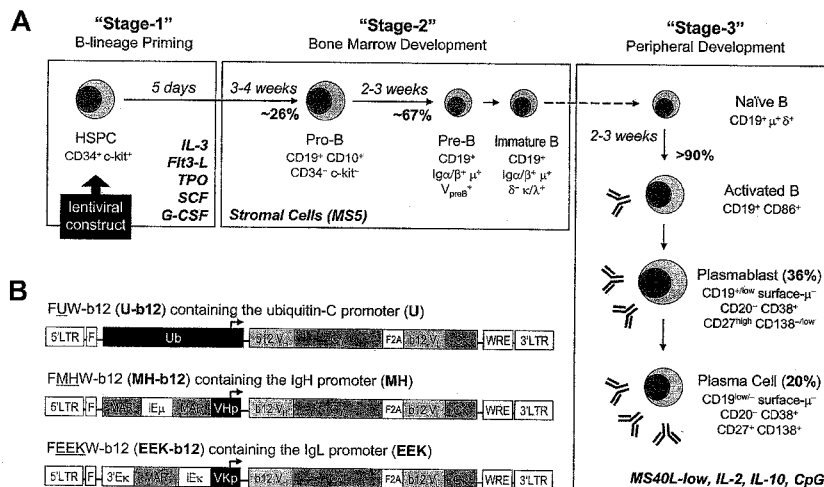 A
"Stage-1"
B-lineage Priming
"Stage-2"
Bone Marrow Development
"Stage-3"
Peripheral Development
5 days
3-4 weeks
~26%
2-3 weeks
~67%
HSPC
CD34⁺ c-kit⁺
lentiviral
construct
IL-3
Flt3-L
TPO
SCF
G-CSF
Pro-B
CD19⁺ CD10⁺
CD34⁻ c-kit⁻
Pre-B
CD19⁺
Igα/β⁺ μ⁺
VpreB⁺
Immature B
CD19⁺
Igα/β⁺ μ⁺
δ⁻ κ/λ⁺
Stromal Cells (MS5)
Naïve B
CD19⁺ μ⁺ δ⁺
2-3 weeks
>90%
Activated B
CD19⁺ CD86⁺
Plasmablast (36%)
CD19⁺/low surface-μ⁻
CD20⁻ CD38⁺
CD27high CD138⁻/low
Plasma Cell (20%)
CD19low/⁻ surface-μ⁻
CD20⁻ CD38⁺
CD27⁺ CD138⁺
MS40L-low, IL-2, IL-10, CpG
B
FUW-b12 (U-b12) containing the ubiquitin-C promoter (U)
5'LTR F Ub b12 V F2A b12 V WRE 3'LTR
FMHW-b12 (MH-b12) containing the IgH promoter (MH)
5'LTR F MAR iEμ MAR VHp b12 V F2A b12 V WRE 3'LTR
FEEKW-b12 (EEK-b12) containing the IgL promoter (EEK)
5'LTR F 3'Eκ MAR iEκ VKp b12 V F2A b12 V WRE 3'LTR